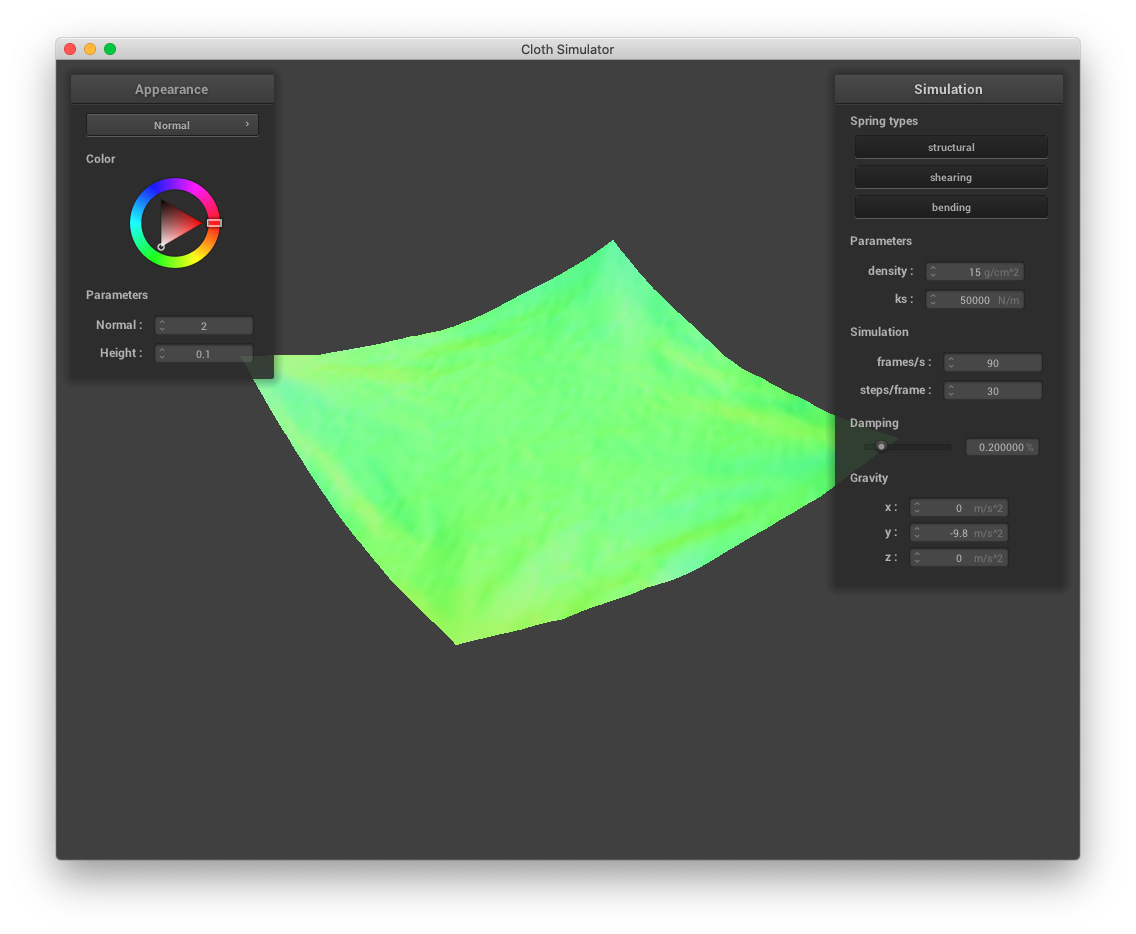 Cloth Simulator
Appearance
Normal ›
Color
Parameters
Normal : 2
Height : 0.1
Simulation
Spring types
structural
shearing
bending
Parameters
density : 15 g/cm^2
ks : 50000 N/m
Simulation
frames/s : 90
steps/frame : 30
Damping
0.200000 %
Gravity
x : 0 m/s^2
y : -9.8 m/s^2
z : 0 m/s^2